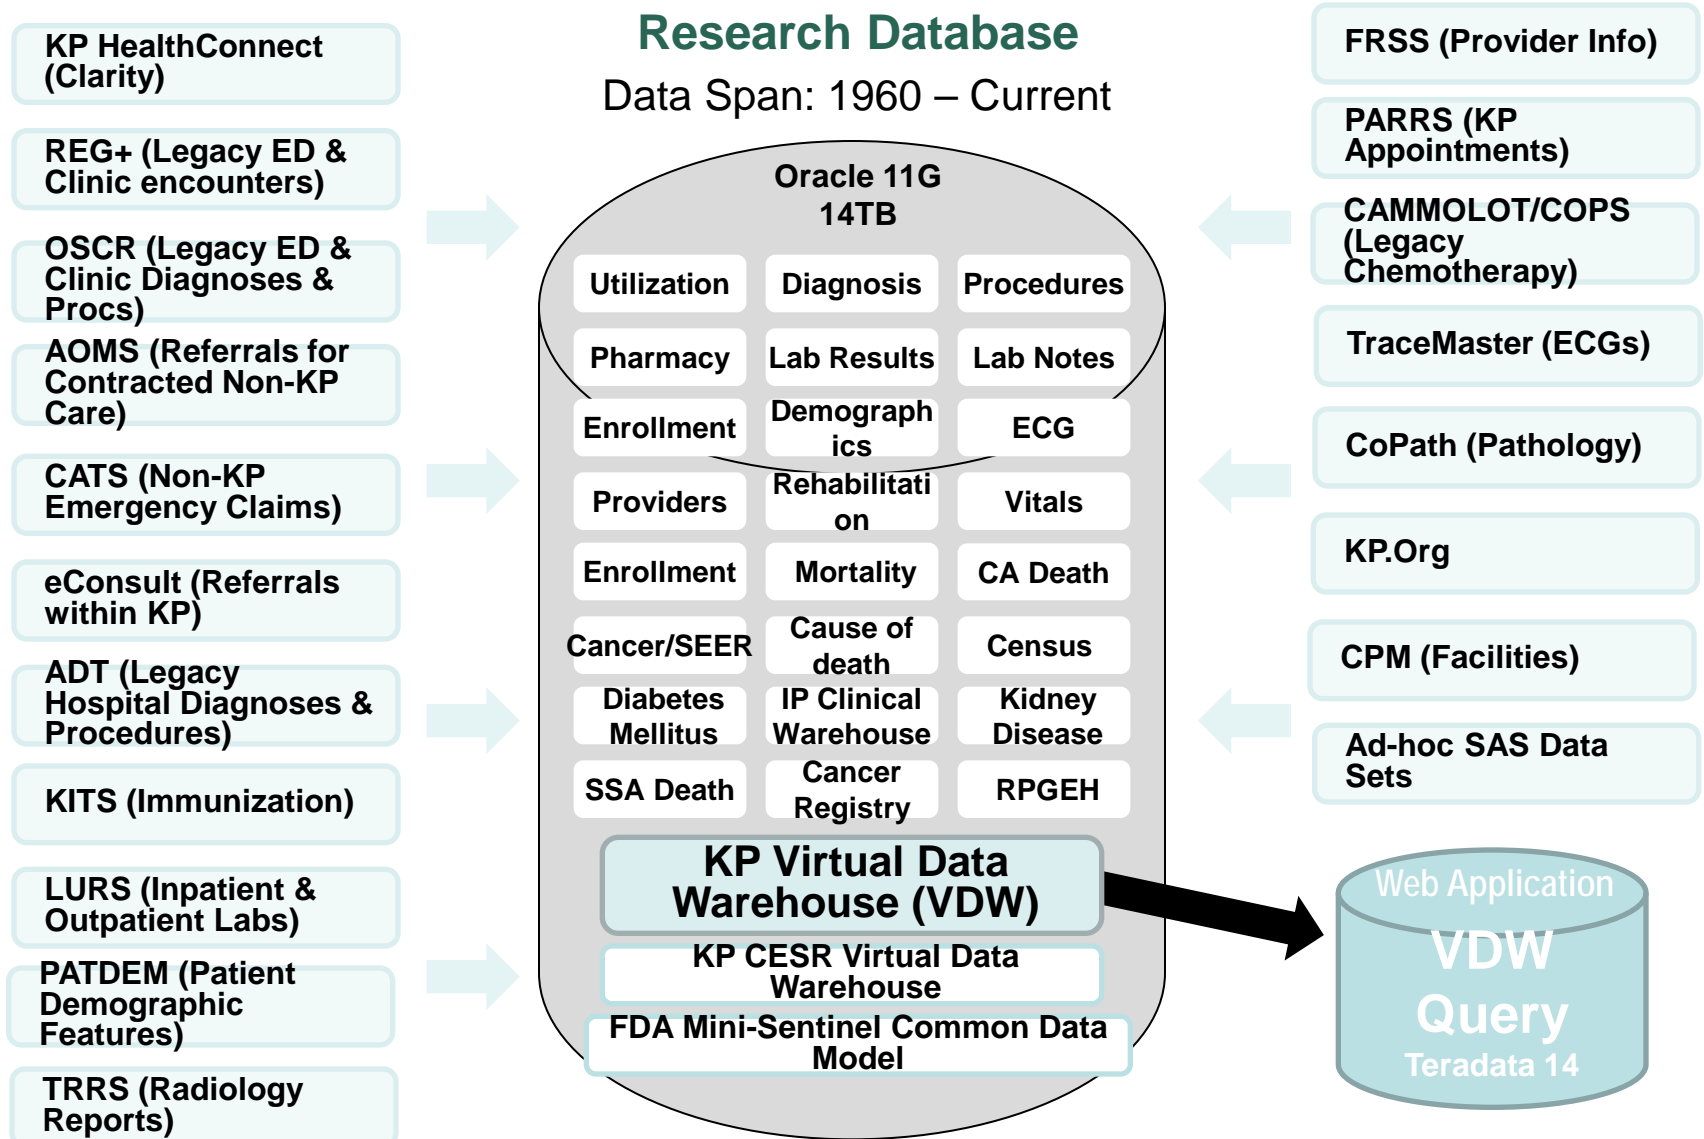 Research Database
Data Span: 1960 – Current
KP HealthConnect
(Clarity)
REG+ (Legacy ED &
Clinic encounters)
OSCR (Legacy ED &
Clinic Diagnoses &
Procs)
AOMS (Referrals for
Contracted Non-KP
Care)
CATS (Non-KP
Emergency Claims)
eConsult (Referrals
within KP)
ADT (Legacy
Hospital Diagnoses &
Procedures)
KITS (Immunization)
LURS (Inpatient &
Outpatient Labs)
PATDEM (Patient
Demographic
Features)
TRRS (Radiology
Reports)
Oracle 11G
14TB
Utilization
Diagnosis
Procedures
Pharmacy
Lab Results
Lab Notes
Enrollment
Demograph
ics
ECG
Providers
Rehabilitati
on
Vitals
Enrollment
Mortality
CA Death
Cancer/SEER
Cause of
death
Census
Diabetes
Mellitus
IP Clinical
Warehouse
Kidney
Disease
SSA Death
Cancer
Registry
RPGEH
KP Virtual Data
Warehouse (VDW)
KP CESR Virtual Data
Warehouse
FDA Mini-Sentinel Common Data
Model
FRSS (Provider Info)
PARRS (KP
Appointments)
CAMMOLOT/COPS
(Legacy
Chemotherapy)
TraceMaster (ECGs)
CoPath (Pathology)
KP.Org
CPM (Facilities)
Ad-hoc SAS Data
Sets
Web Application
VDW
Query
Teradata 14